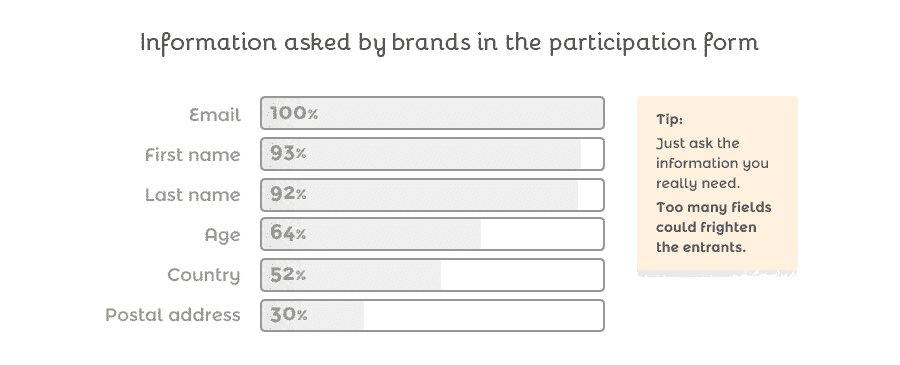 Information asked by brands in the participation form
Email 100%
First name 93%
Last name 92%
Age 64%
Country 52%
Postal address 30%
Tip:
Just ask the
information you
really need.
Too many fields
could frighten
the entrants.